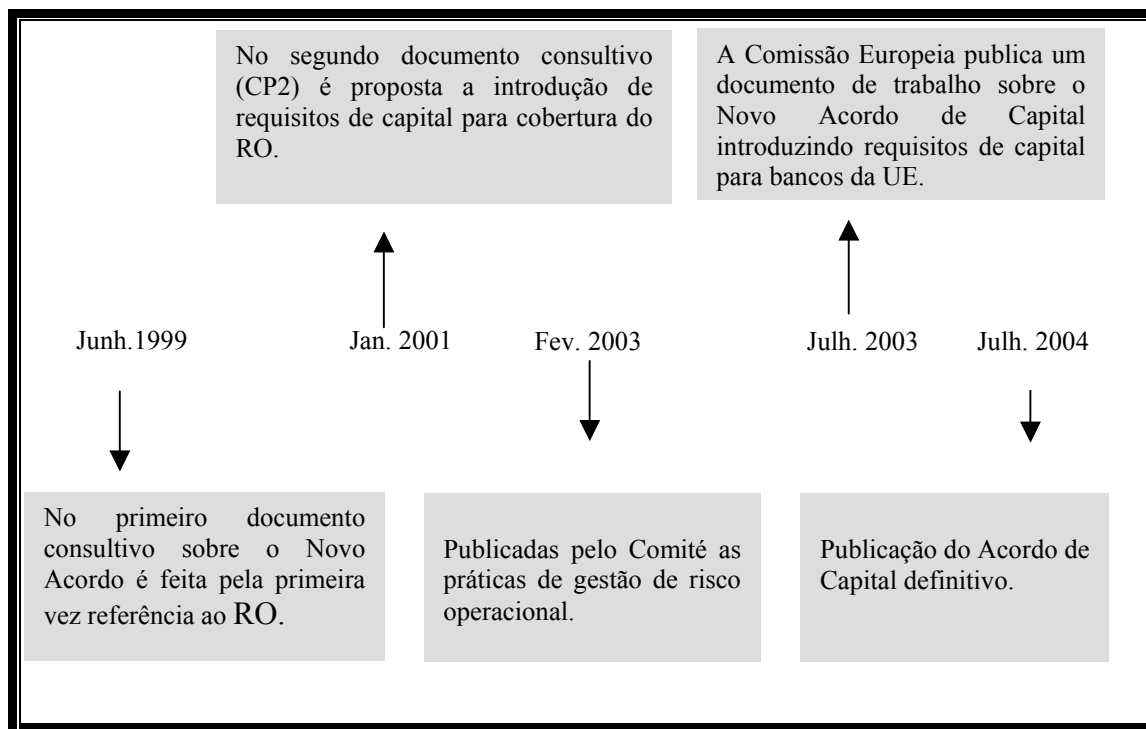 No segundo documento consultivo
(CP2) é proposta a introdução de
requisitos de capital para cobertura do
RO.
A Comissão Europeia publica um
documento de trabalho sobre o
Novo Acordo de Capital
introduzindo requisitos de capital
para bancos da UE.
Junh.1999
Jan. 2001
Fev. 2003
Julh. 2003
Julh. 2004
No primeiro documento
consultivo sobre o Novo
Acordo é feita pela primeira
vez referência ao RO.
Publicadas pelo Comité as
práticas de gestão de risco
operacional.
Publicação do Acordo de
Capital definitivo.